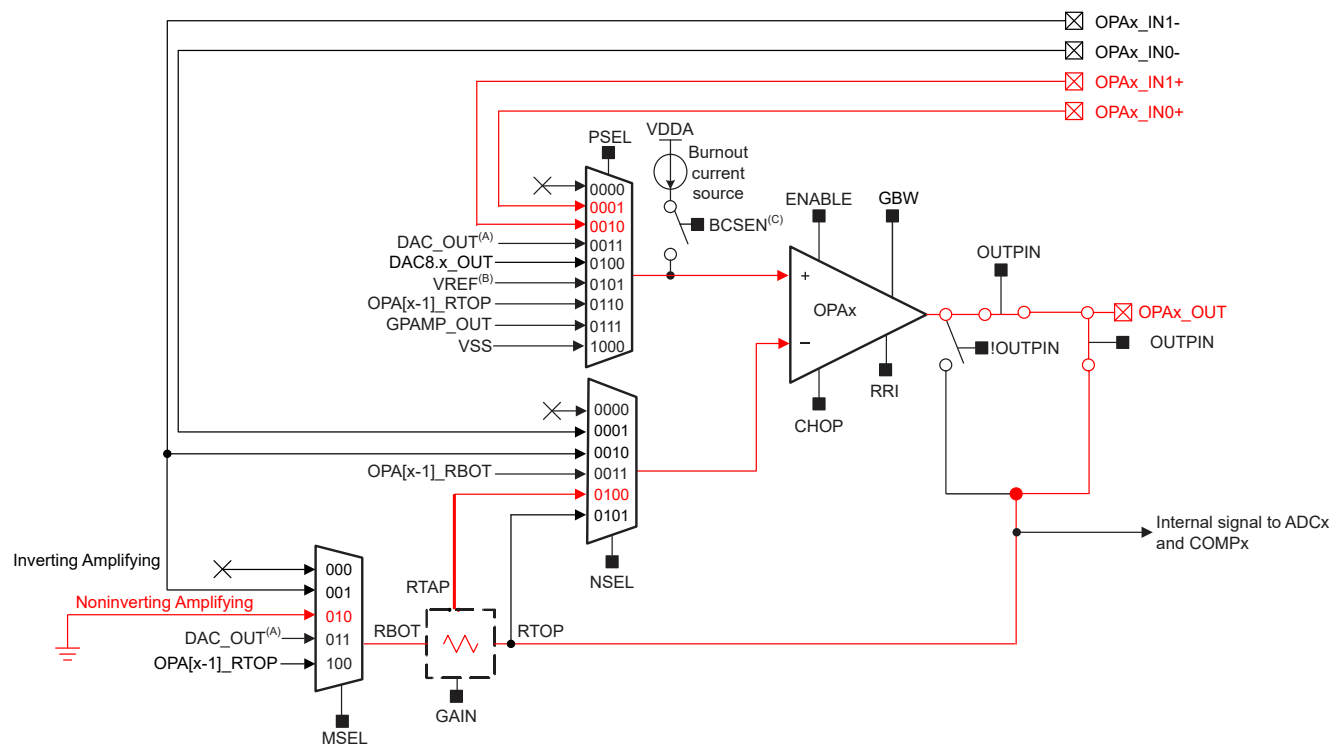 OPAx_IN1-
OPAx_IN0-
OPAx_IN1+
OPAx_IN0+
PSEL
VDDA
Burnout
current
source
BCSEN(C)
0000
0001
0010
DAC_OUT(A)
0011
DAC8.x_OUT
0100
VREF(B)
0101
OPA[x-1]_RTOP
0110
GPAMP_OUT
0111
VSS
1000
ENABLE
GBW
+
OPAx
−
CHOP
RRI
OUTPIN
OPAx_OUT
!OUTPIN
OUTPIN
0000
0001
0010
OPA[x-1]_RBOT
0011
0100
0101
NSEL
Internal signal to ADCx
and COMPx
Inverting Amplifying
000
001
Noninverting Amplifying
010
DAC_OUT(A)
011
OPA[x-1]_RTOP
100
MSEL
RBOT
RTAP
RTOP
GAIN